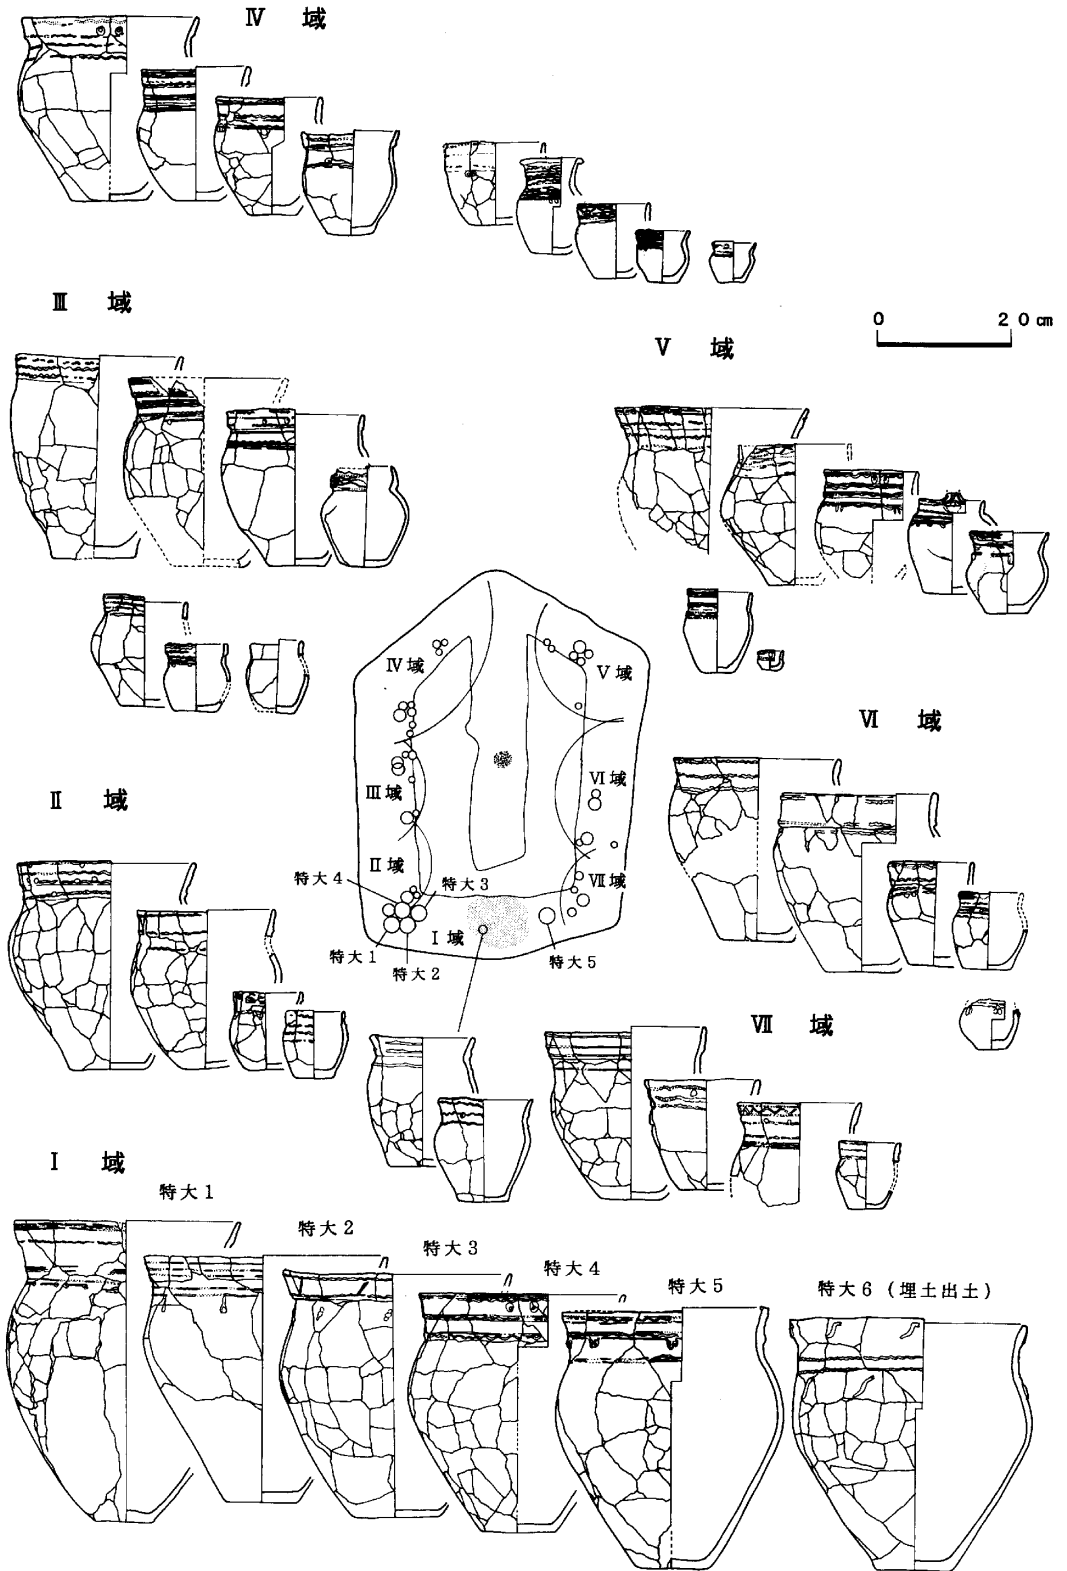 Ⅳ 域
Ⅲ 域
0 20㎝
Ⅴ 域
Ⅳ域
Ⅴ域
Ⅵ 域
Ⅱ 域
Ⅲ域
Ⅵ域
Ⅱ域
Ⅶ域
特大4
特大3
Ⅰ域
特大1
特大2
特大5
Ⅶ 域
Ⅰ 域
特大1
特大2
特大3
特大4
特大5
特大6(埋土出土)